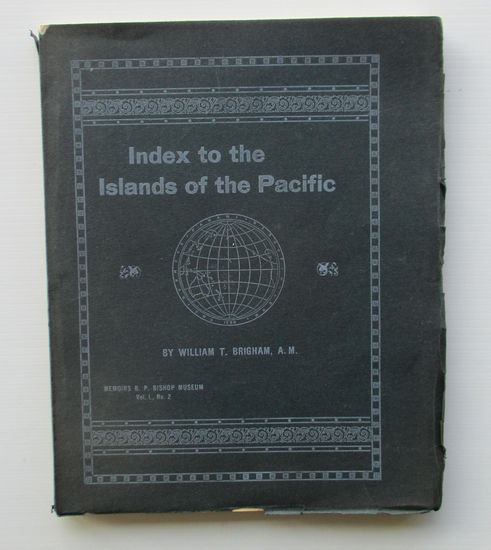 Index to the
Islands of the Pacific
BY WILLIAM T. BRIGHAM, A. M.
MEMOIRS B. P. BISHOP MUSEUM
Vol. I., No. 2